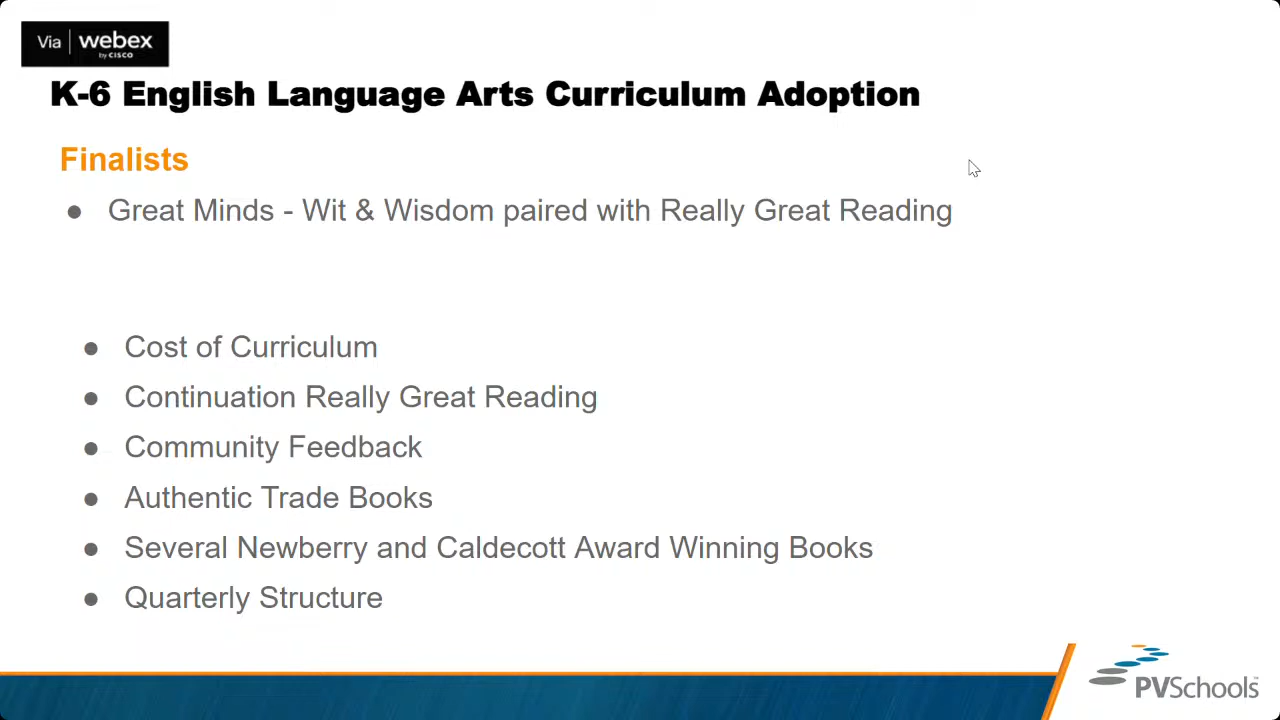 Via webex
by CISCO
K-6 English Language Arts Curriculum Adoption
Finalists
● Great Minds - Wit & Wisdom paired with Really Great Reading
● Cost of Curriculum
● Continuation Really Great Reading
● Community Feedback
● Authentic Trade Books
● Several Newberry and Caldecott Award Winning Books
● Quarterly Structure
PVSchools™